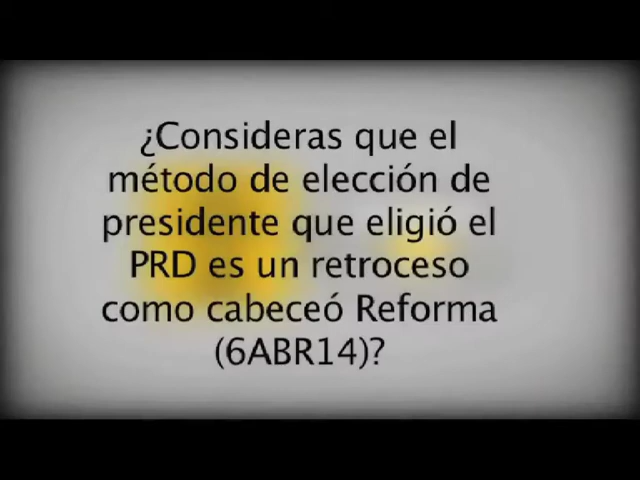 ¿Consideras que el
método de elección de
presidente que eligió el
PRD es un retroceso
como cabeceó Reforma
(6ABR14)?